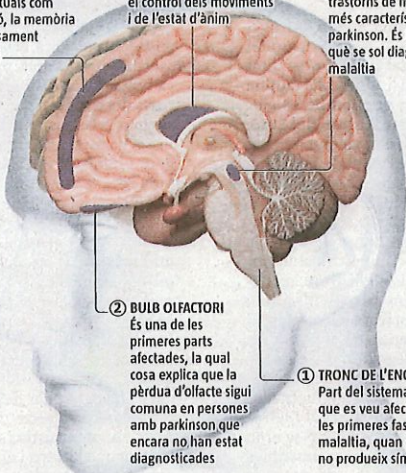 tuals com
ó, la memòria
sament
el control dels moviments
i de l'estat d'ànim
més caracterís
parkinson. És
què se sol diag
malaltia
② BULB OLFACTORI
És una de les
primeres parts
afectades, la qual
cosa explica que la
pèrdua d'olfacte sigui
comuna en persones
amb parkinson que
encara no han estat
diagnosticades
① TRONC DE L'ENC
Part del sistema
que es veu afec
les primeres fas
malaltia, quan
no produeix sím